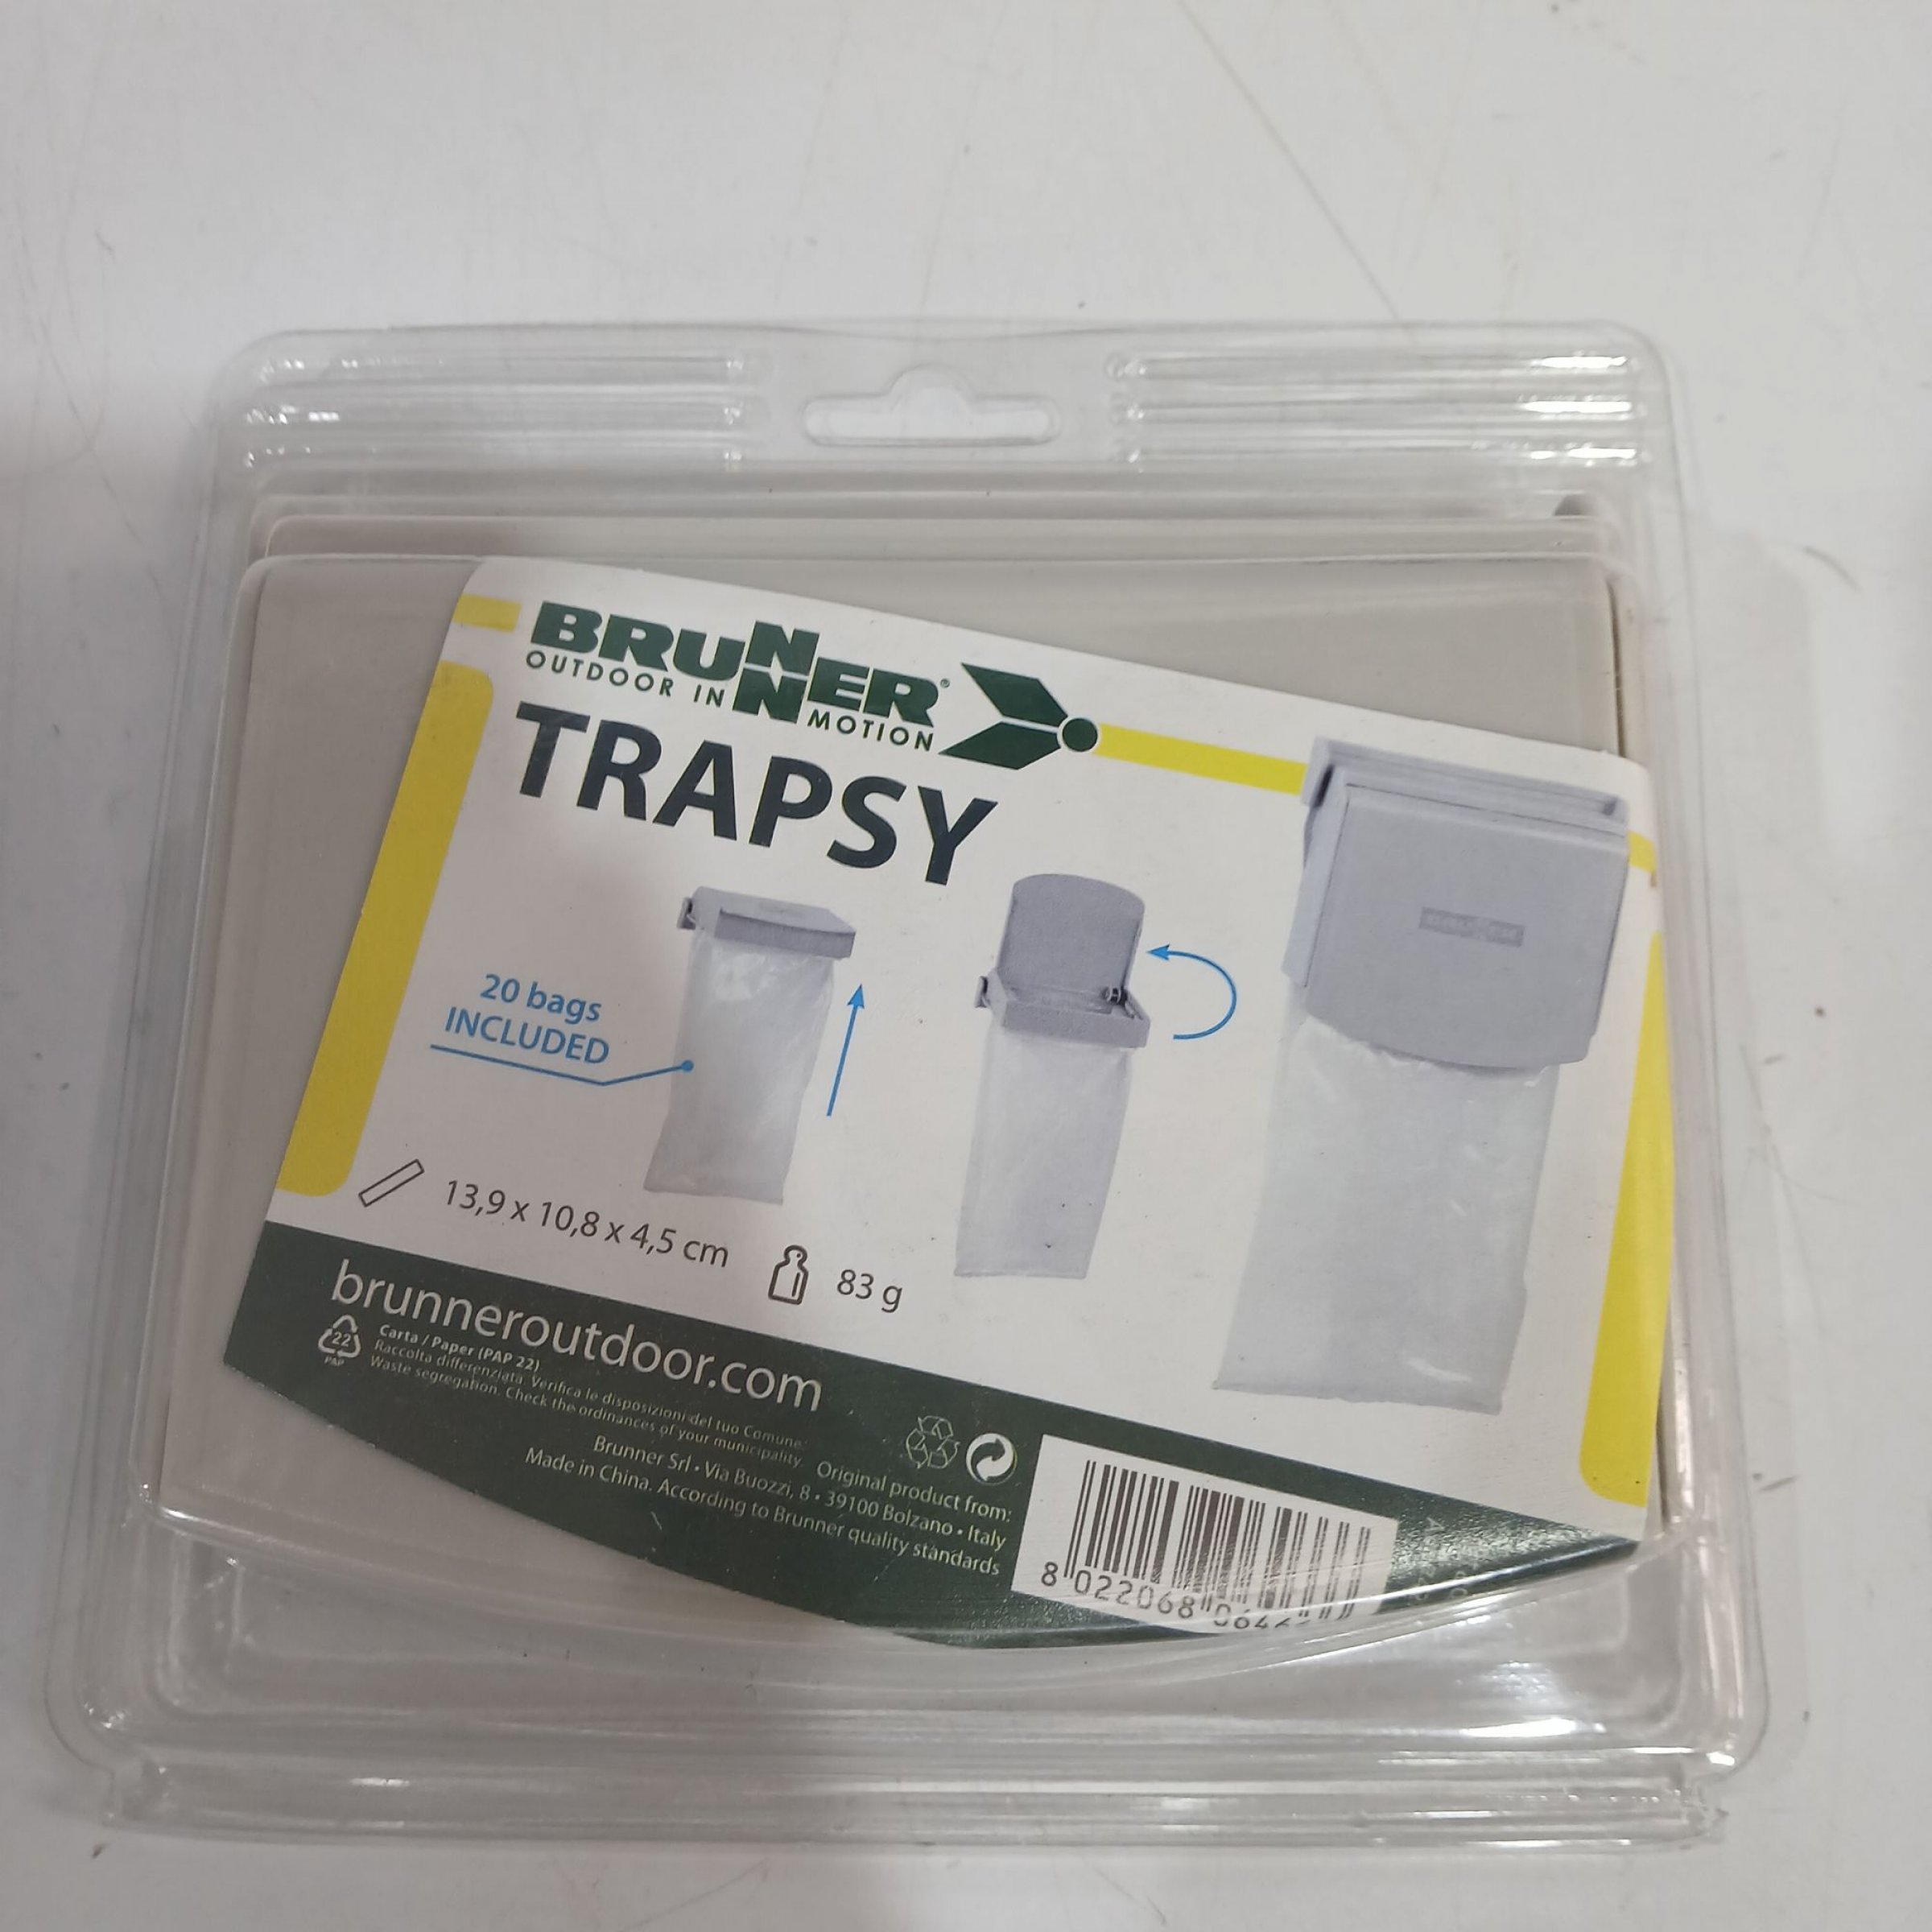 BRUNNER®
OUTDOOR IN MOTION
TRAPSY
20 bags
INCLUDED
13,9 x 10,8 x 4,5 cm
83 g
brunneroutdoor.com
22
PAP
Carta / Paper (PAP 22)
Raccolta differenziata. Verifica le disposizioni del tuo Comune.
Waste segregation. Check the ordinances of your municipality.
Original product from:
Brunner Srl • Via Buozzi, 8 • 39100 Bolzano • Italy
Made in China. According to Brunner quality standards
8 022068